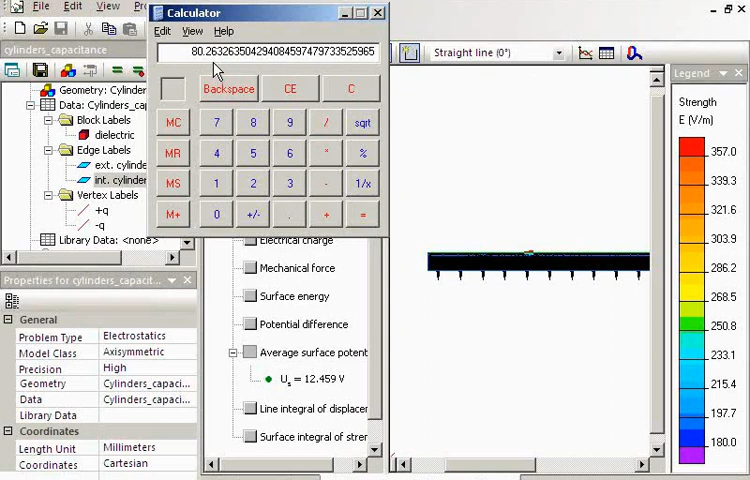 File
Edit
View
Calculator
Edit View Help
80.263263504294084597479733525965
Backspace CE C
MC 7 8 9 / sqrt
MR 4 5 6 * %
MS 1 2 3 - 1/x
M+ 0 +/- . + =
cylinders_capacitance
Geometry: Cylinder
Data: Cylinders_cap
Block Labels
dielectric
Edge Labels
ext. cylinde
int. cylinder
Vertex Labels
+q
-q
Library Data: <none>
Properties for cylinders_capacit...
General
Problem Type Electrostatics
Model Class Axisymmetric
Precision High
Geometry Cylinders_capaci...
Data Cylinders_capaci...
Library Data
Coordinates
Length Unit Millimeters
Coordinates Cartesian
Electrical charge
Mechanical force
Surface energy
Potential difference
Average surface potent
Us = 12.459 V
Line integral of displacer
Surface integral of stren
Straight line (0°)
Legend
Strength
E (V/m)
357.0
339.3
321.6
303.9
286.2
268.5
250.8
233.1
215.4
197.7
180.0